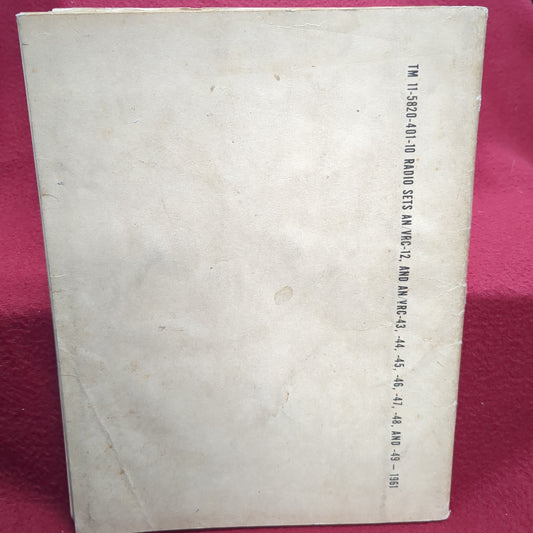 TM 11-5820-401-10 RADIO SETS AN/VRC-12, AND AN/VRC-43, -44, -45, -46, -47, -48, AND -49 — 1961